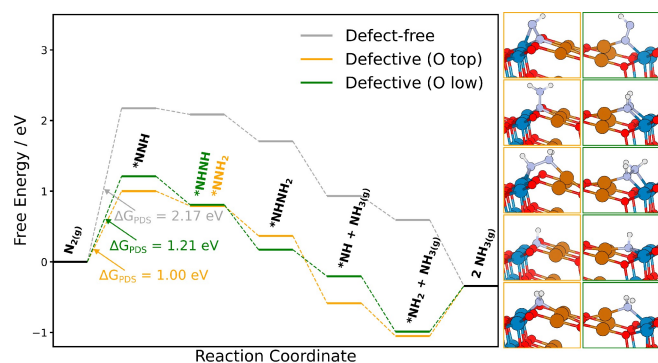 Free Energy / eV
3
2
1
0
−1
Defect-free
Defective (O top)
Defective (O low)
N2(g)
*NNH
*NHNH
*NNH2
*NHNH2
*NH + NH3(g)
*NH2 + NH3(g)
2 NH3(g)
ΔGPDS = 2.17 eV
ΔGPDS = 1.21 eV
ΔGPDS = 1.00 eV
Reaction Coordinate